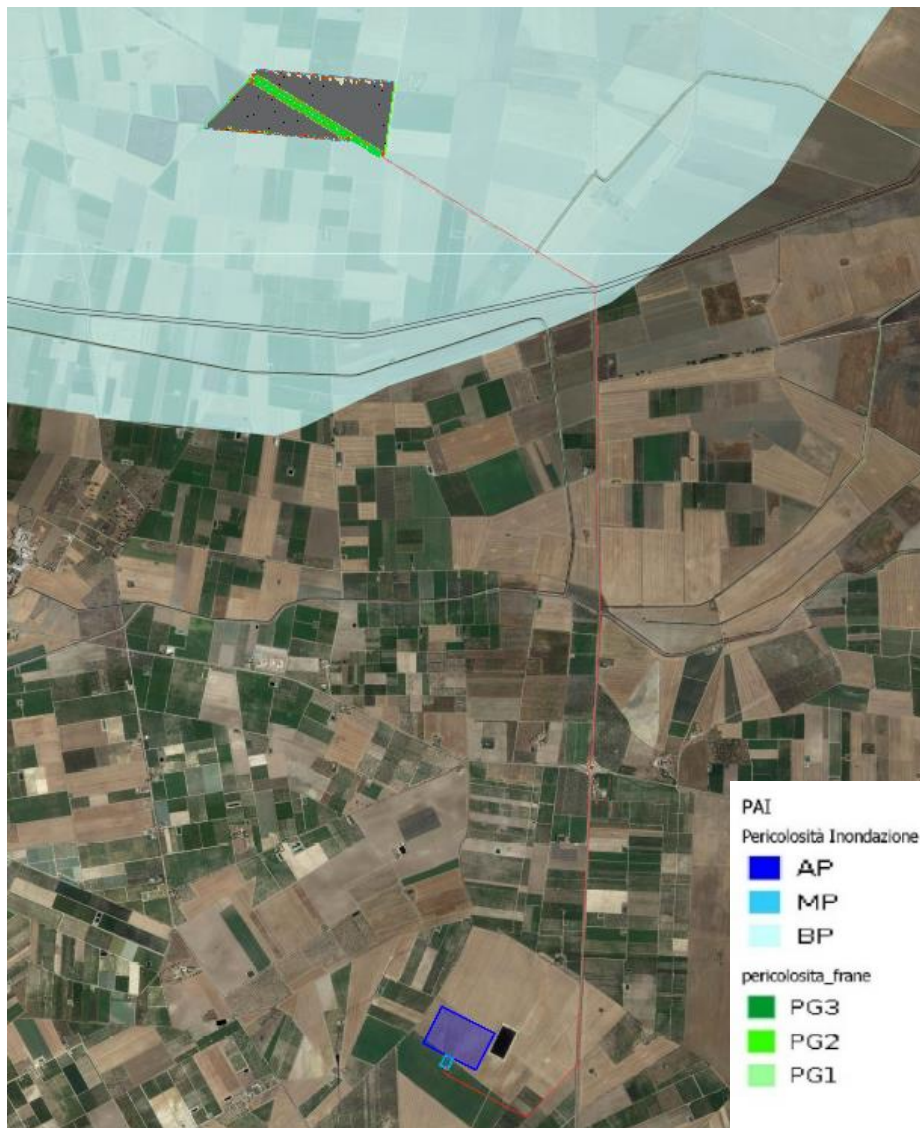 PAI
Pericolosità Inondazione
AP
MP
BP
pericolosita_frane
PG3
PG2
PG1